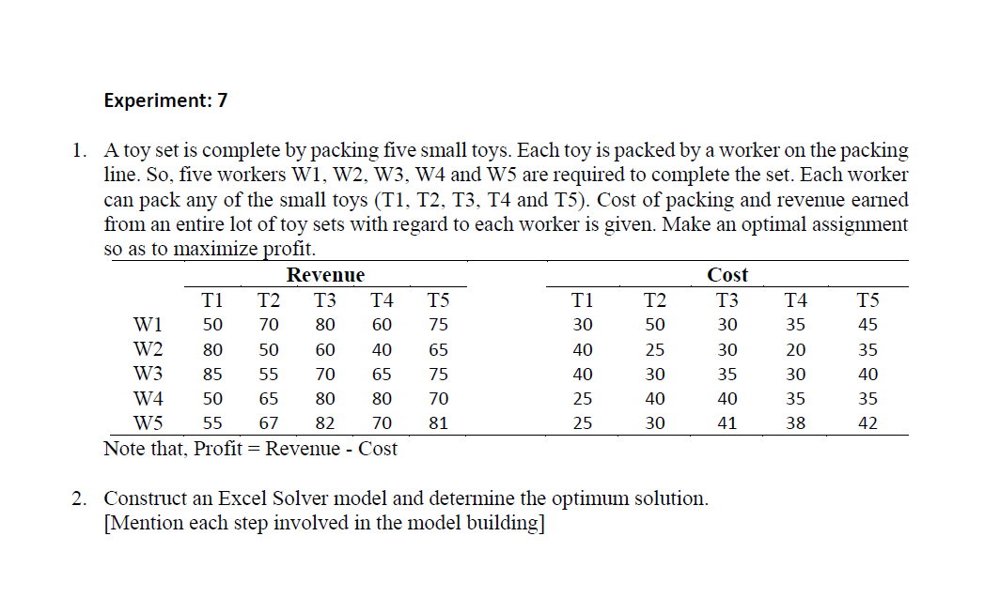 Experiment: 7
1. A toy set is complete by packing five small toys. Each toy is packed by a worker on the packing
line. So, five workers W1, W2, W3, W4 and W5 are required to complete the set. Each worker
can pack any of the small toys (T1, T2, T3, T4 and T5). Cost of packing and revenue earned
from an entire lot of toy sets with regard to each worker is given. Make an optimal assignment
so as to maximize profit.
Revenue Cost
T1 T2 T3 T4 T5 T1 T2 T3 T4 T5
W1 50 70 80 60 75 30 50 30 35 45
W2 80 50 60 40 65 40 25 30 20 35
W3 85 55 70 65 75 40 30 35 30 40
W4 50 65 80 80 70 25 40 40 35 35
W5 55 67 82 70 81 25 30 41 38 42
Note that, Profit = Revenue - Cost
2. Construct an Excel Solver model and determine the optimum solution.
[Mention each step involved in the model building]